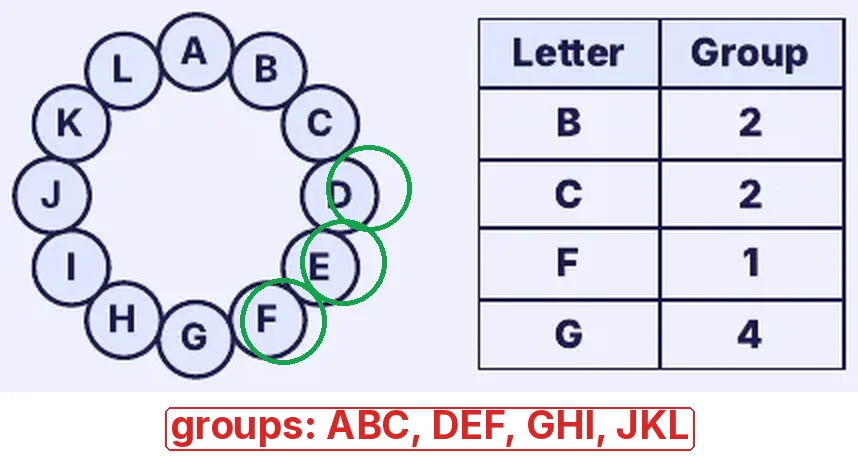 A
B
C
D
E
F
G
H
I
J
K
L
Letter Group
B 2
C 2
F 1
G 4
groups: ABC, DEF, GHI, JKL